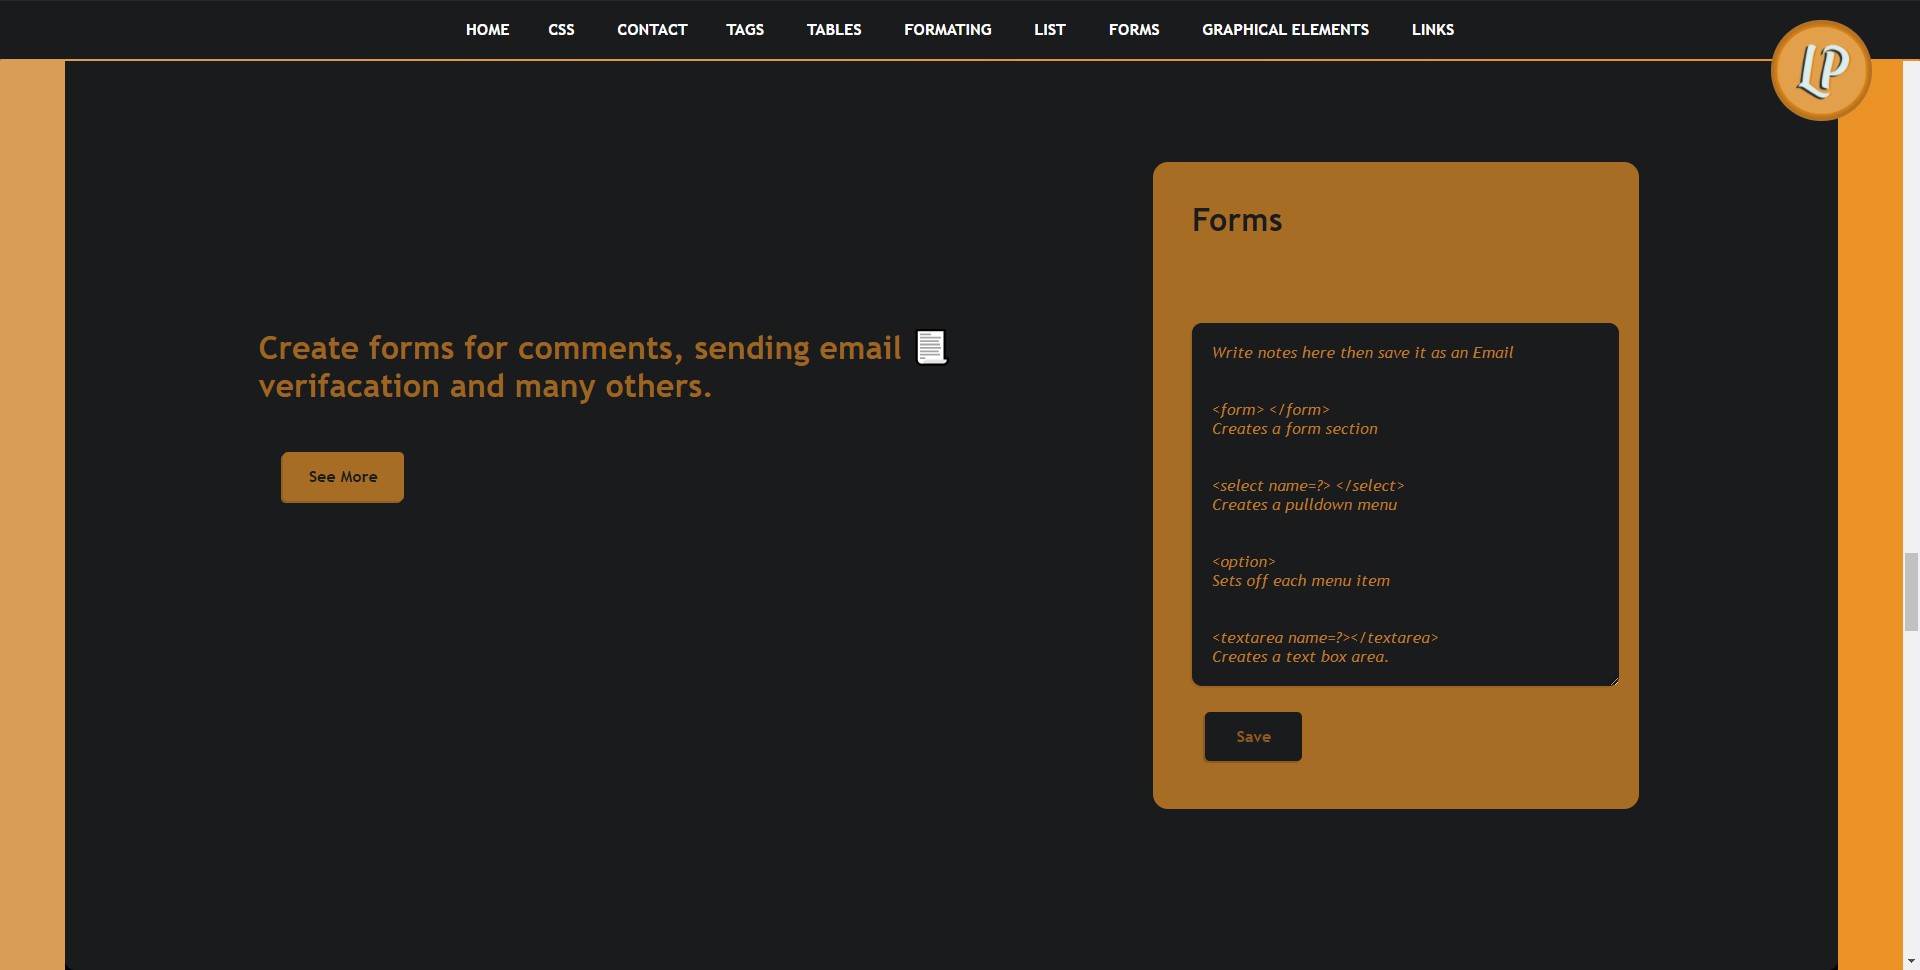 HOME CSS CONTACT TAGS TABLES FORMATING LIST FORMS GRAPHICAL ELEMENTS LINKS
LP
Create forms for comments, sending email
verifacation and many others.
See More
Forms
Write notes here then save it as an Email
<form> </form>
Creates a form section
<select name=?> </select>
Creates a pulldown menu
<option>
Sets off each menu item
<textarea name=?></textarea>
Creates a text box area.
Save